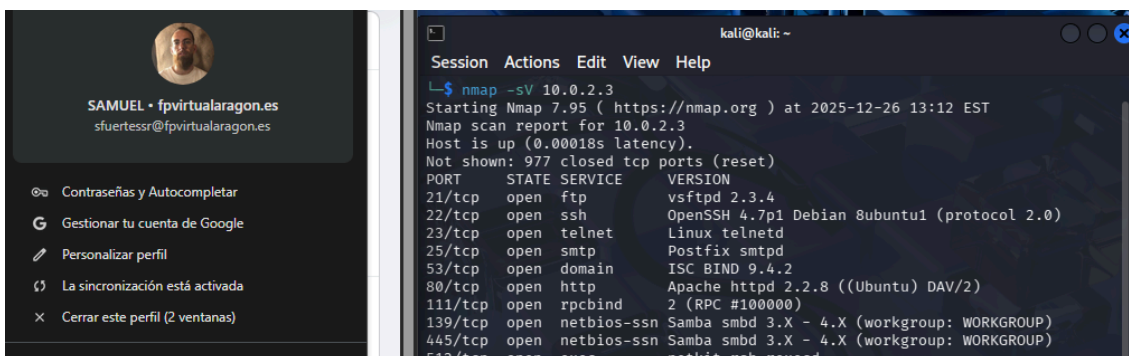 SAMUEL • fpvirtualaragon.es
sfuertessr@fpvirtualaragon.es
Contraseñas y Autocompletar
Gestionar tu cuenta de Google
Personalizar perfil
La sincronización está activada
Cerrar este perfil (2 ventanas)
kali@kali: ~
Session Actions Edit View Help
└─$ nmap -sV 10.0.2.3
Starting Nmap 7.95 ( https://nmap.org ) at 2025-12-26 13:12 EST
Nmap scan report for 10.0.2.3
Host is up (0.00018s latency).
Not shown: 977 closed tcp ports (reset)
PORT STATE SERVICE VERSION
21/tcp open ftp vsftpd 2.3.4
22/tcp open ssh OpenSSH 4.7p1 Debian 8ubuntu1 (protocol 2.0)
23/tcp open telnet Linux telnetd
25/tcp open smtp Postfix smtpd
53/tcp open domain ISC BIND 9.4.2
80/tcp open http Apache httpd 2.2.8 ((Ubuntu) DAV/2)
111/tcp open rpcbind 2 (RPC #100000)
139/tcp open netbios-ssn Samba smbd 3.X - 4.X (workgroup: WORKGROUP)
445/tcp open netbios-ssn Samba smbd 3.X - 4.X (workgroup: WORKGROUP)